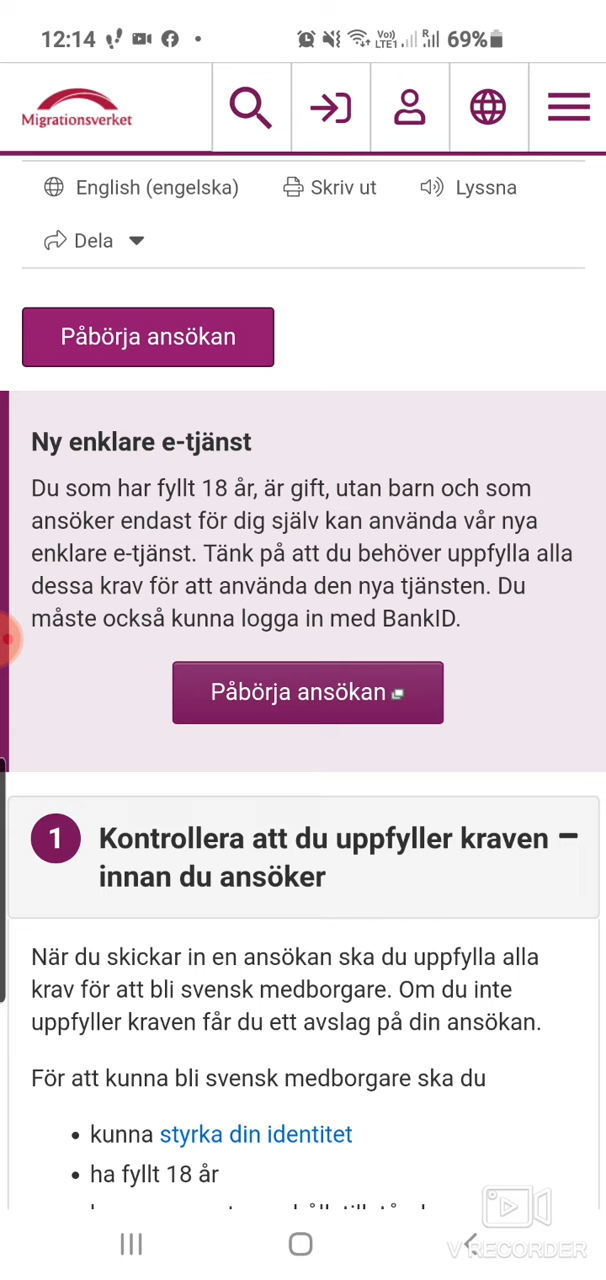 12:14
Vo)) R 69%
LTE1
Migrationsverket
English (engelska) Skriv ut Lyssna
Dela
Påbörja ansökan
Ny enklare e-tjänst
Du som har fyllt 18 år, är gift, utan barn och som
ansöker endast för dig själv kan använda vår nya
enklare e-tjänst. Tänk på att du behöver uppfylla alla
dessa krav för att använda den nya tjänsten. Du
måste också kunna logga in med BankID.
Påbörja ansökan
1 Kontrollera att du uppfyller kraven
innan du ansöker
När du skickar in en ansökan ska du uppfylla alla
krav för att bli svensk medborgare. Om du inte
uppfyller kraven får du ett avslag på din ansökan.
För att kunna bli svensk medborgare ska du
• kunna styrka din identitet
• ha fyllt 18 år
V RECORDER